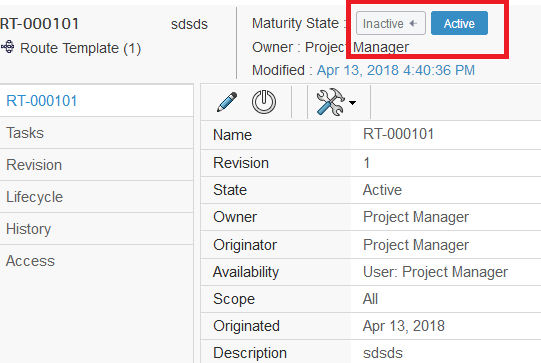 RT-000101 sdsds
Route Template (1)
Maturity State : Inactive Active
Owner : Project Manager
Modified : Apr 13, 2018 4:40:36 PM
RT-000101
Tasks
Revision
Lifecycle
History
Access
Name RT-000101
Revision 1
State Active
Owner Project Manager
Originator Project Manager
Availability User: Project Manager
Scope All
Originated Apr 13, 2018
Description sdsds